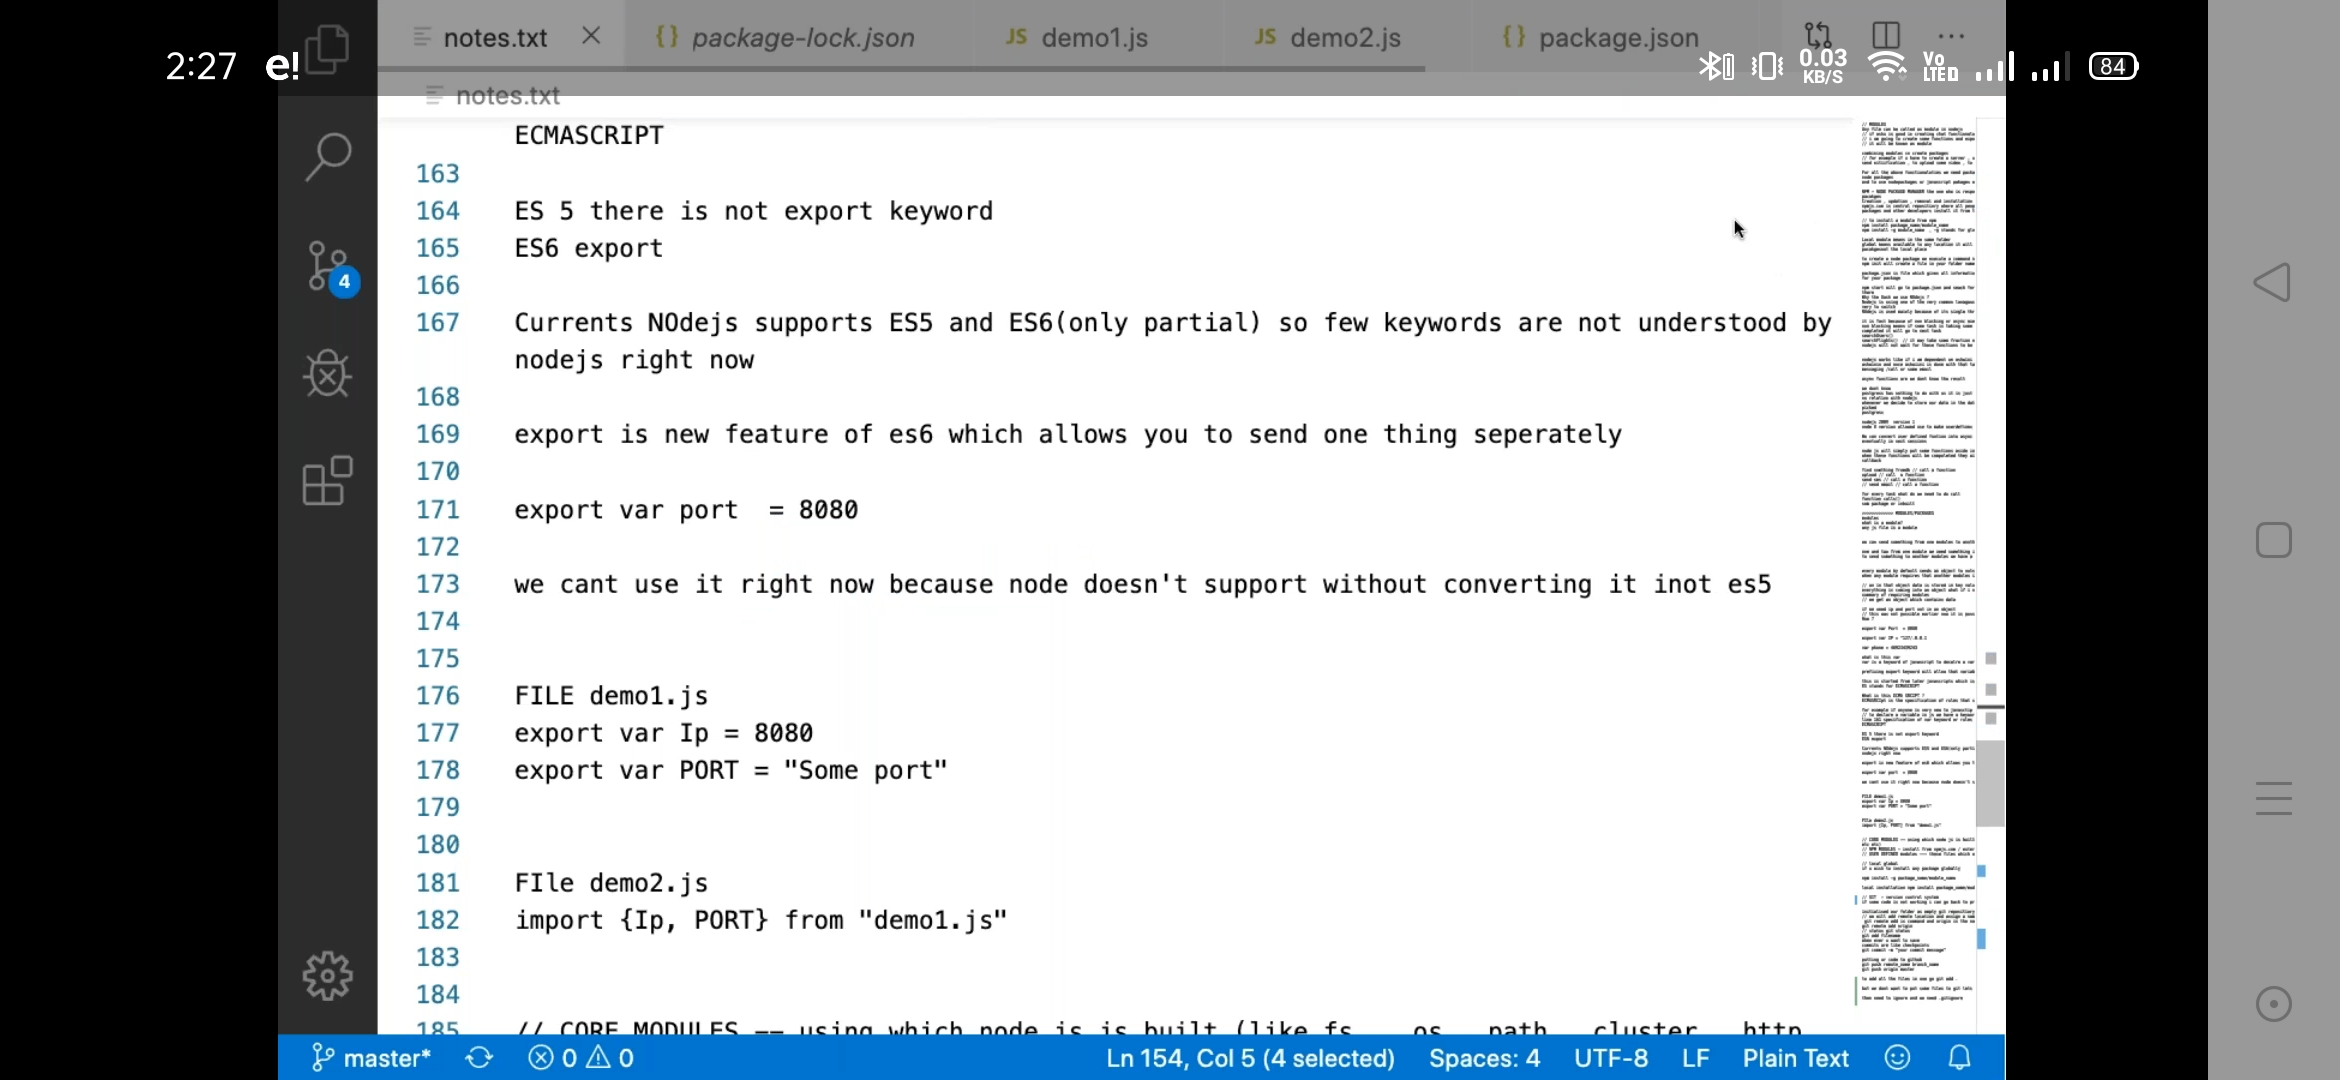 2:27 e! 0.03 KB/S Vo LTE 84
notes.txt package-lock.json JS demo1.js JS demo2.js package.json
notes.txt
ECMASCRIPT
163
164 ES 5 there is not export keyword
165 ES6 export
166
167 Currents NOdejs supports ES5 and ES6(only partial) so few keywords are not understood by
nodejs right now
168
169 export is new feature of es6 which allows you to send one thing seperately
170
171 export var port  = 8080
172
173 we cant use it right now because node doesn't support without converting it inot es5
174
175
176 FILE demo1.js
177 export var Ip = 8080
178 export var PORT = "Some port"
179
180
181 FIle demo2.js
182 import {Ip, PORT} from "demo1.js"
183
184
185 // CORE MODULES == using which node js is built (like fs os path cluster http
4
master* 0 0 Ln 154, Col 5 (4 selected) Spaces: 4 UTF-8 LF Plain Text